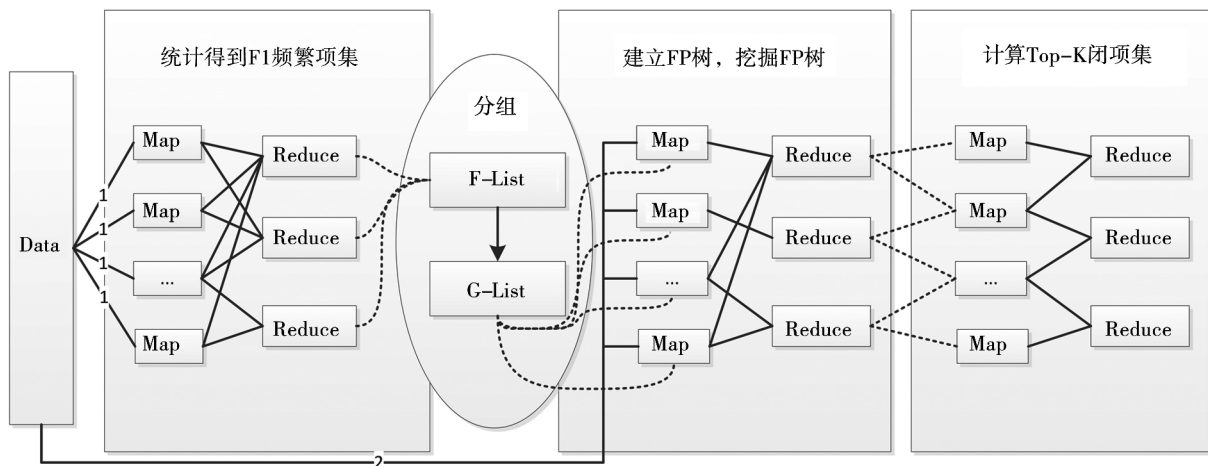 Data
1
1
1
1
2
统计得到F1频繁项集
Map
Map
...
Map
Reduce
Reduce
Reduce
分组
F-List
G-List
建立FP树，挖掘FP树
Map
Map
...
Map
Reduce
Reduce
Reduce
计算Top-K闭项集
Map
Map
...
Map
Reduce
Reduce
Reduce